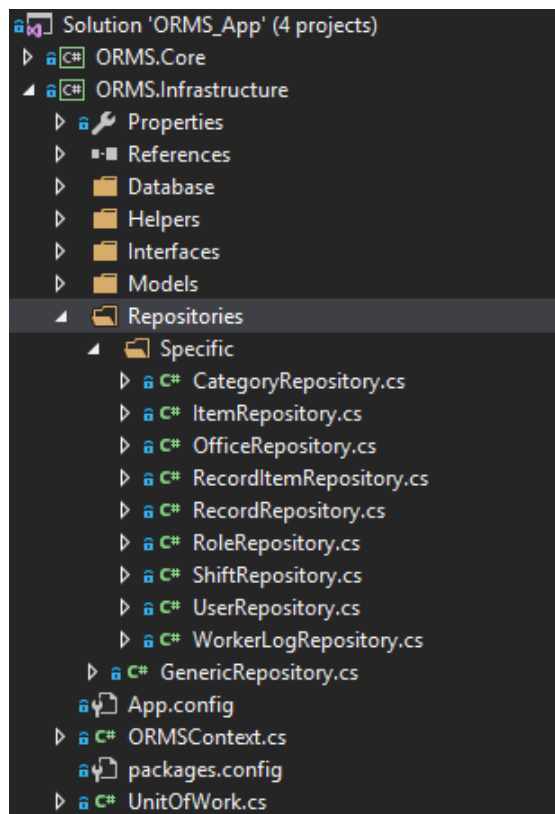 Solution 'ORMS_App' (4 projects)
C# ORMS.Core
C# ORMS.Infrastructure
Properties
References
Database
Helpers
Interfaces
Models
Repositories
Specific
C# CategoryRepository.cs
C# ItemRepository.cs
C# OfficeRepository.cs
C# RecordItemRepository.cs
C# RecordRepository.cs
C# RoleRepository.cs
C# ShiftRepository.cs
C# UserRepository.cs
C# WorkerLogRepository.cs
C# GenericRepository.cs
App.config
C# ORMSContext.cs
packages.config
C# UnitOfWork.cs